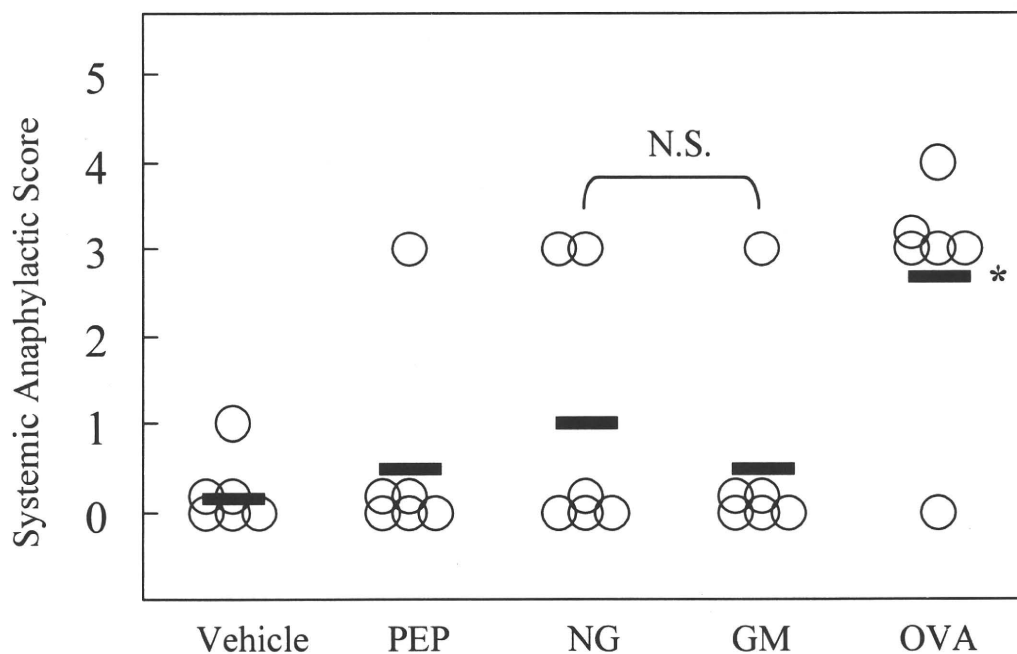 Systemic Anaphylactic Score
5
4
3
2
1
0
N.S.
*
Vehicle PEP NG GM OVA